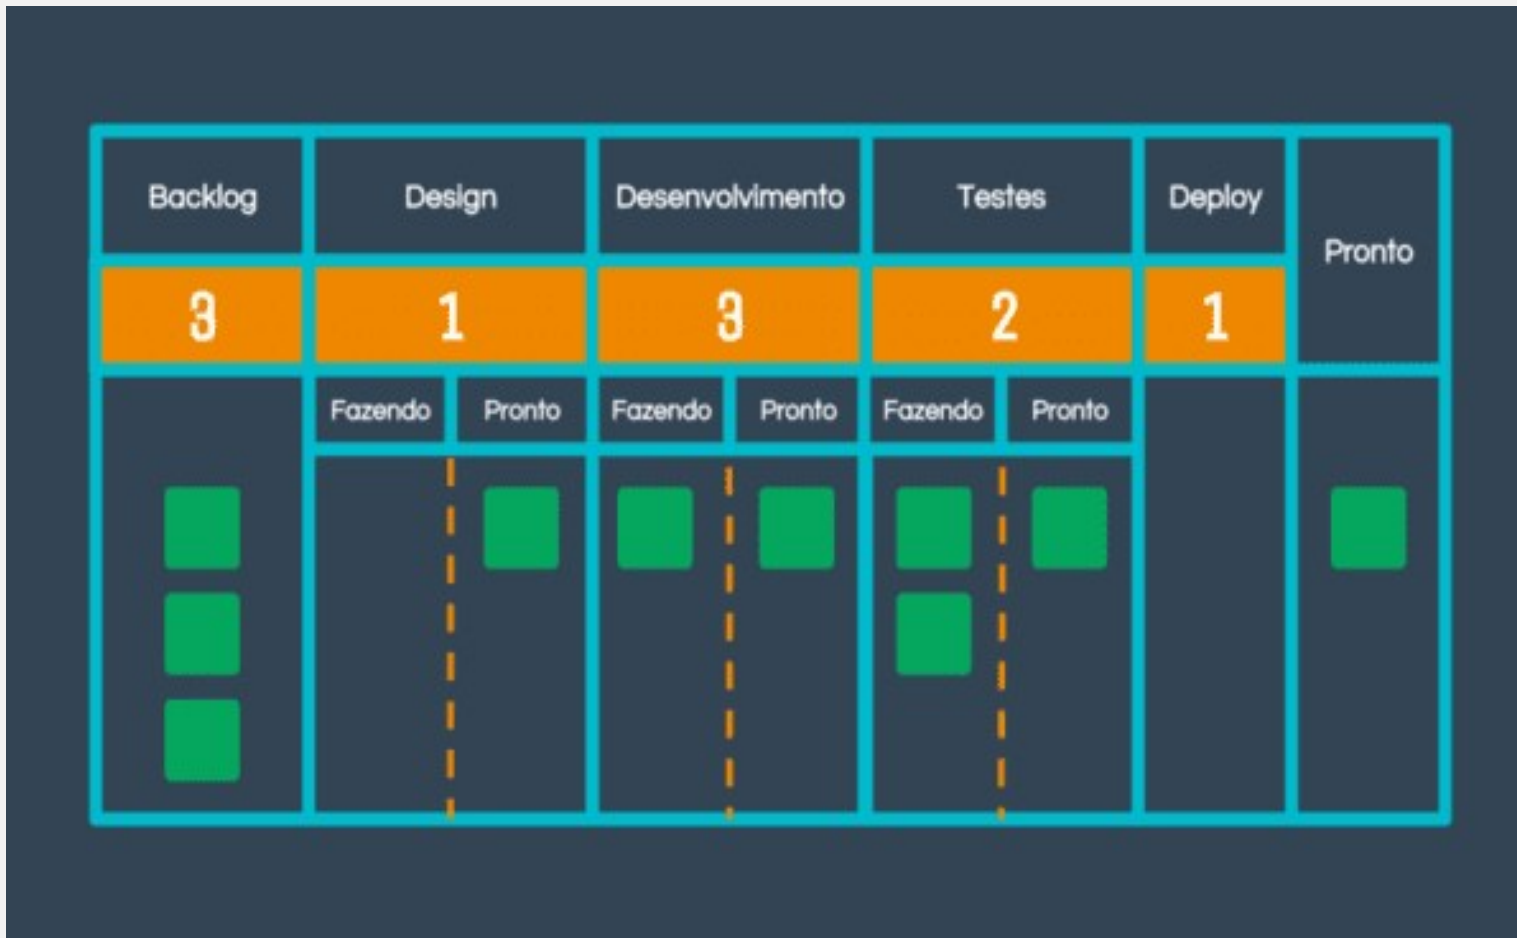 Backlog
Design
Desenvolvimento
Testes
Deploy
Pronto
3
1
3
2
1
Fazendo
Pronto
Fazendo
Pronto
Fazendo
Pronto